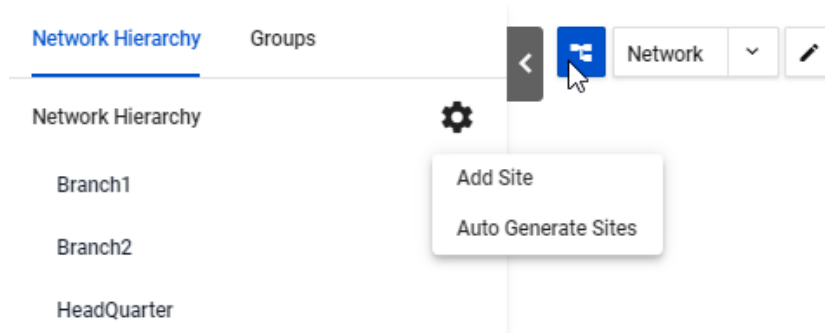 Network Hierarchy
Groups
Network
Network Hierarchy
Branch1
Add Site
Auto Generate Sites
Branch2
HeadQuarter